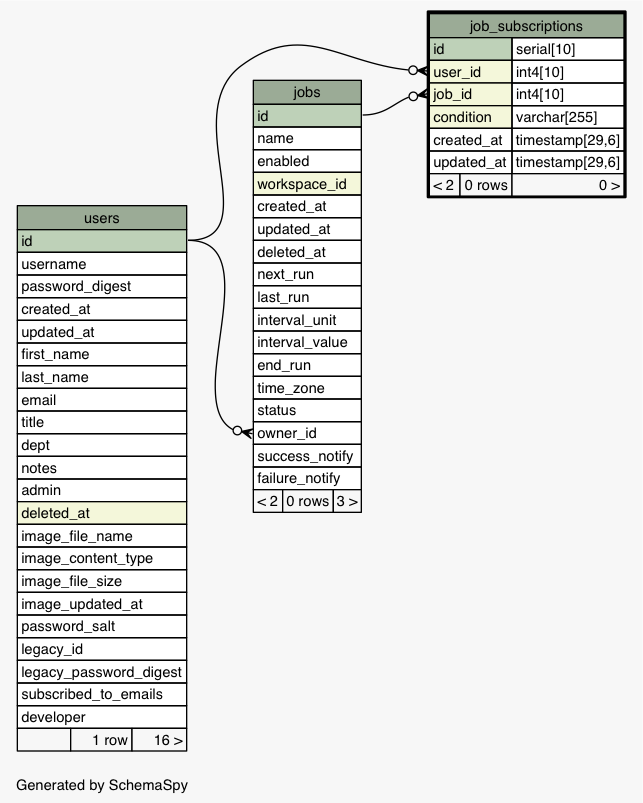 job_subscriptions
id serial[10]
user_id int4[10]
job_id int4[10]
condition varchar[255]
created_at timestamp[29,6]
updated_at timestamp[29,6]
< 2 0 rows 0 >
jobs
id
name
enabled
workspace_id
created_at
updated_at
deleted_at
next_run
last_run
interval_unit
interval_value
end_run
time_zone
status
owner_id
success_notify
failure_notify
< 2 0 rows 3 >
users
id
username
password_digest
created_at
updated_at
first_name
last_name
email
title
dept
notes
admin
deleted_at
image_file_name
image_content_type
image_file_size
image_updated_at
password_salt
legacy_id
legacy_password_digest
subscribed_to_emails
developer
1 row 16 >
Generated by SchemaSpy